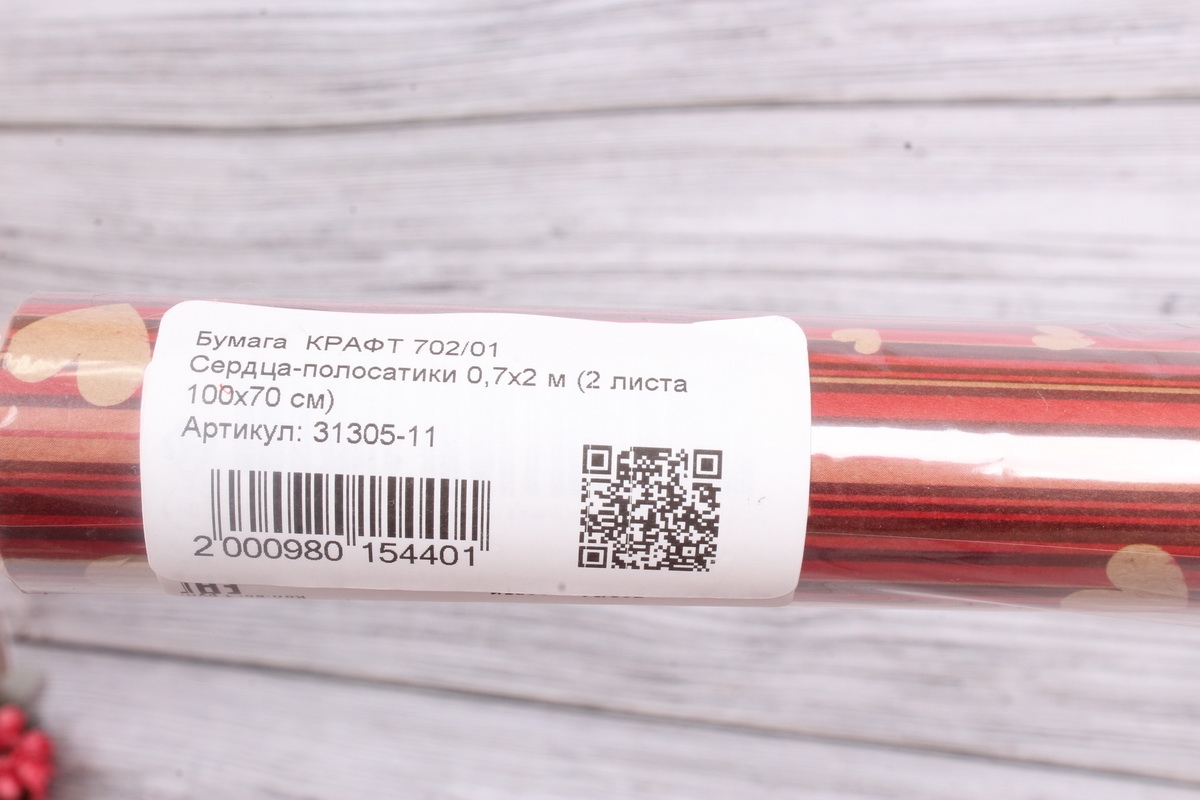 Бумага КРАФТ 702/01
Сердца-полосатики 0,7х2 м (2 листа
100х70 см)
Артикул: 31305-11
2 000980 154401